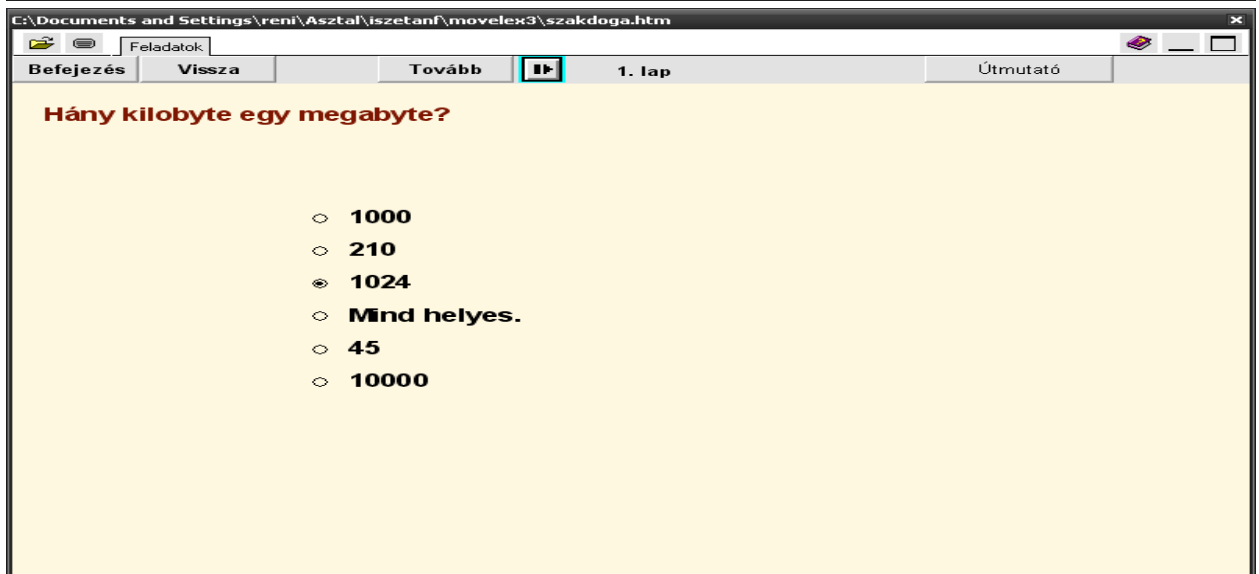 C:\Documents and Settings\reni\Asztal\iszetanf\movelex3\szakdoga.htm
Feladatok
Befejezés Vissza Tovább 1. lap Útmutató
Hány kilobyte egy megabyte?
1000
210
1024
Mind helyes.
45
10000